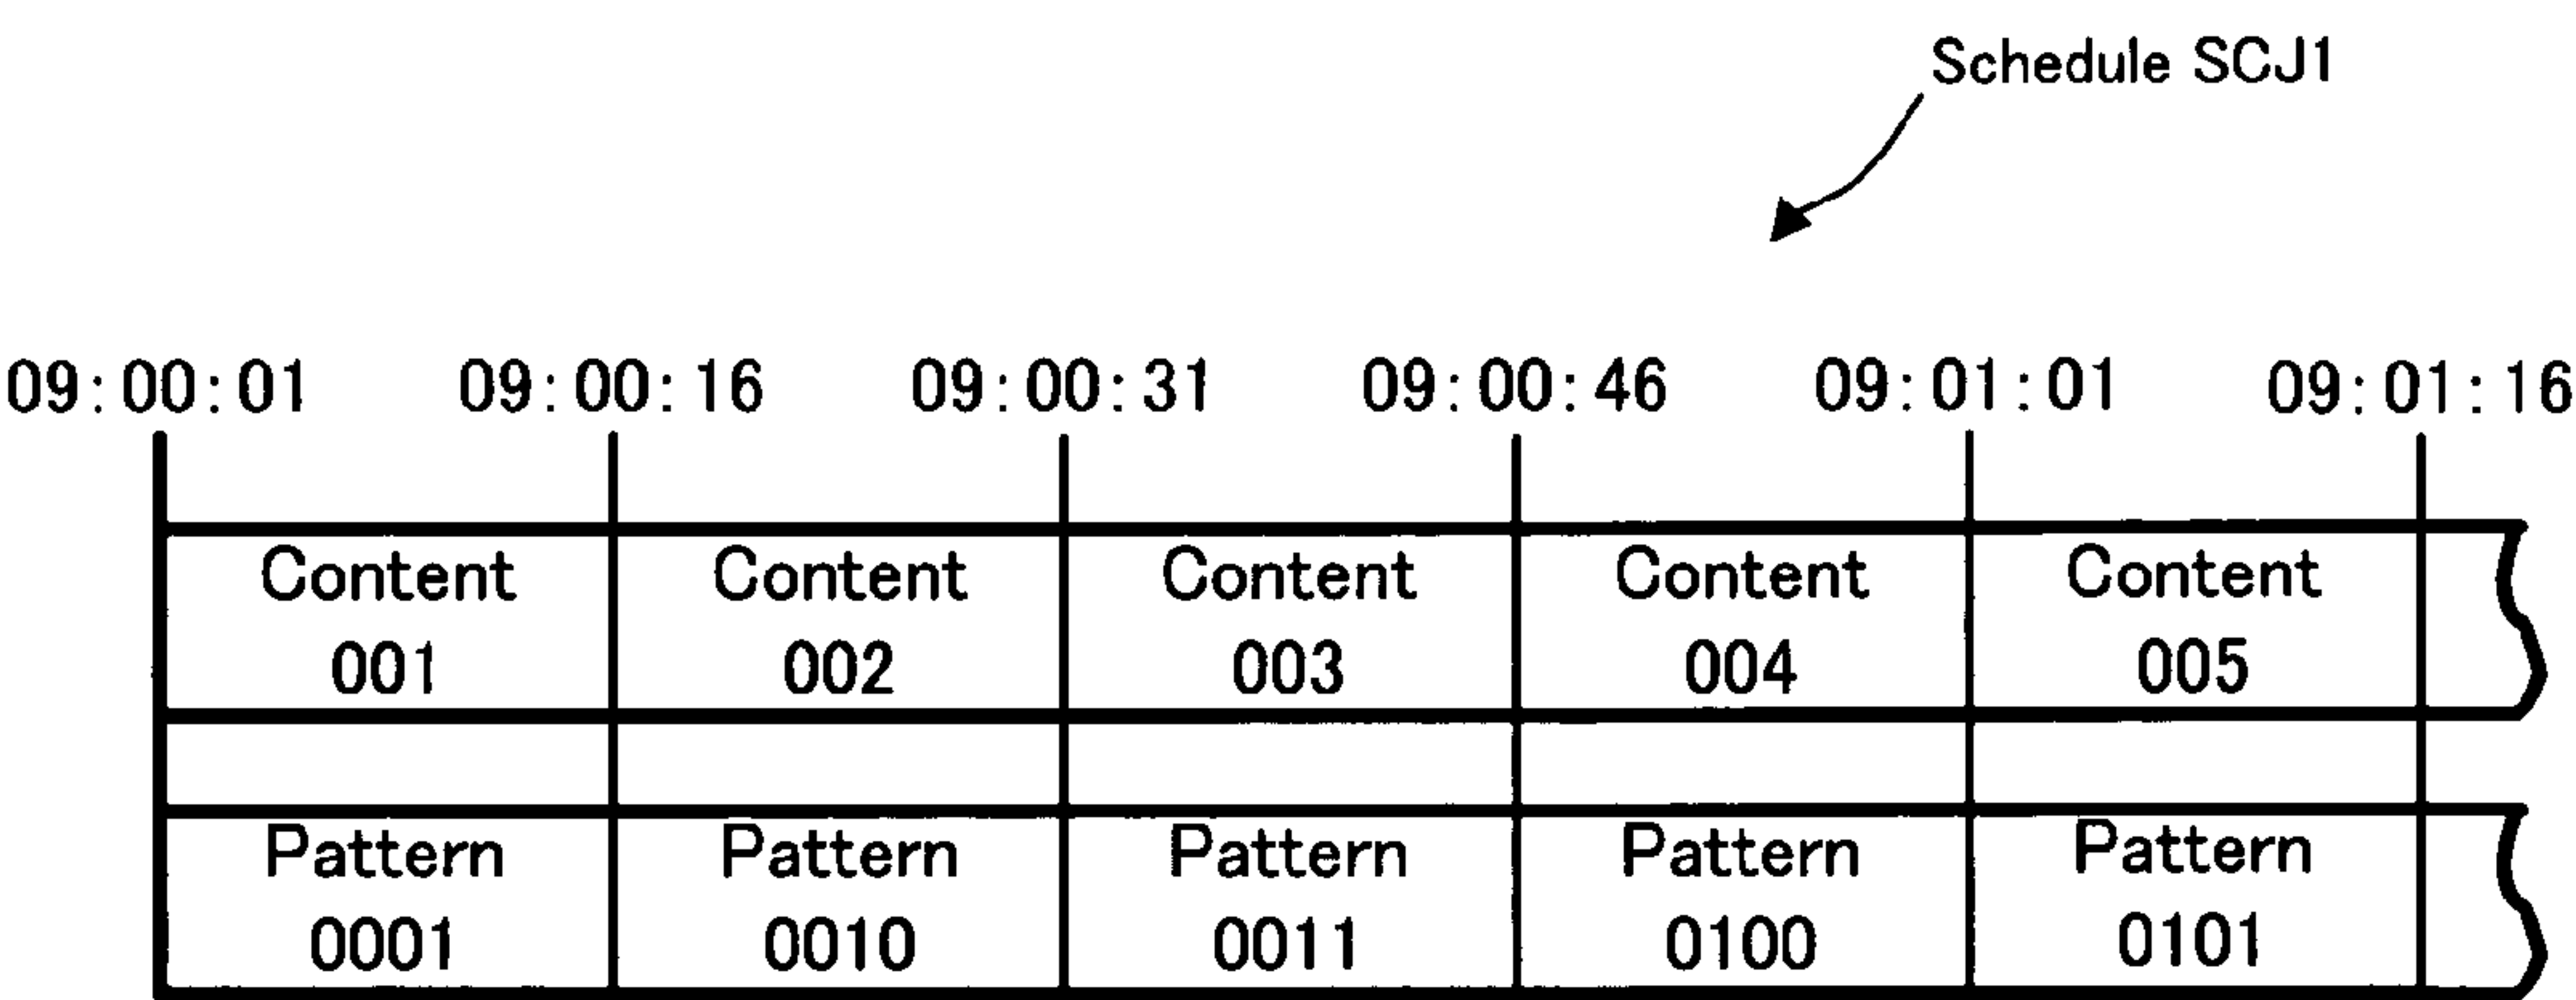 Schedule SCJ1
09:00:01 09:00:16 09:00:31 09:00:46 09:01:01 09:01:16
Content Content Content Content Content
001 002 003 004 005
Pattern Pattern Pattern Pattern Pattern
0001 0010 0011 0100 0101